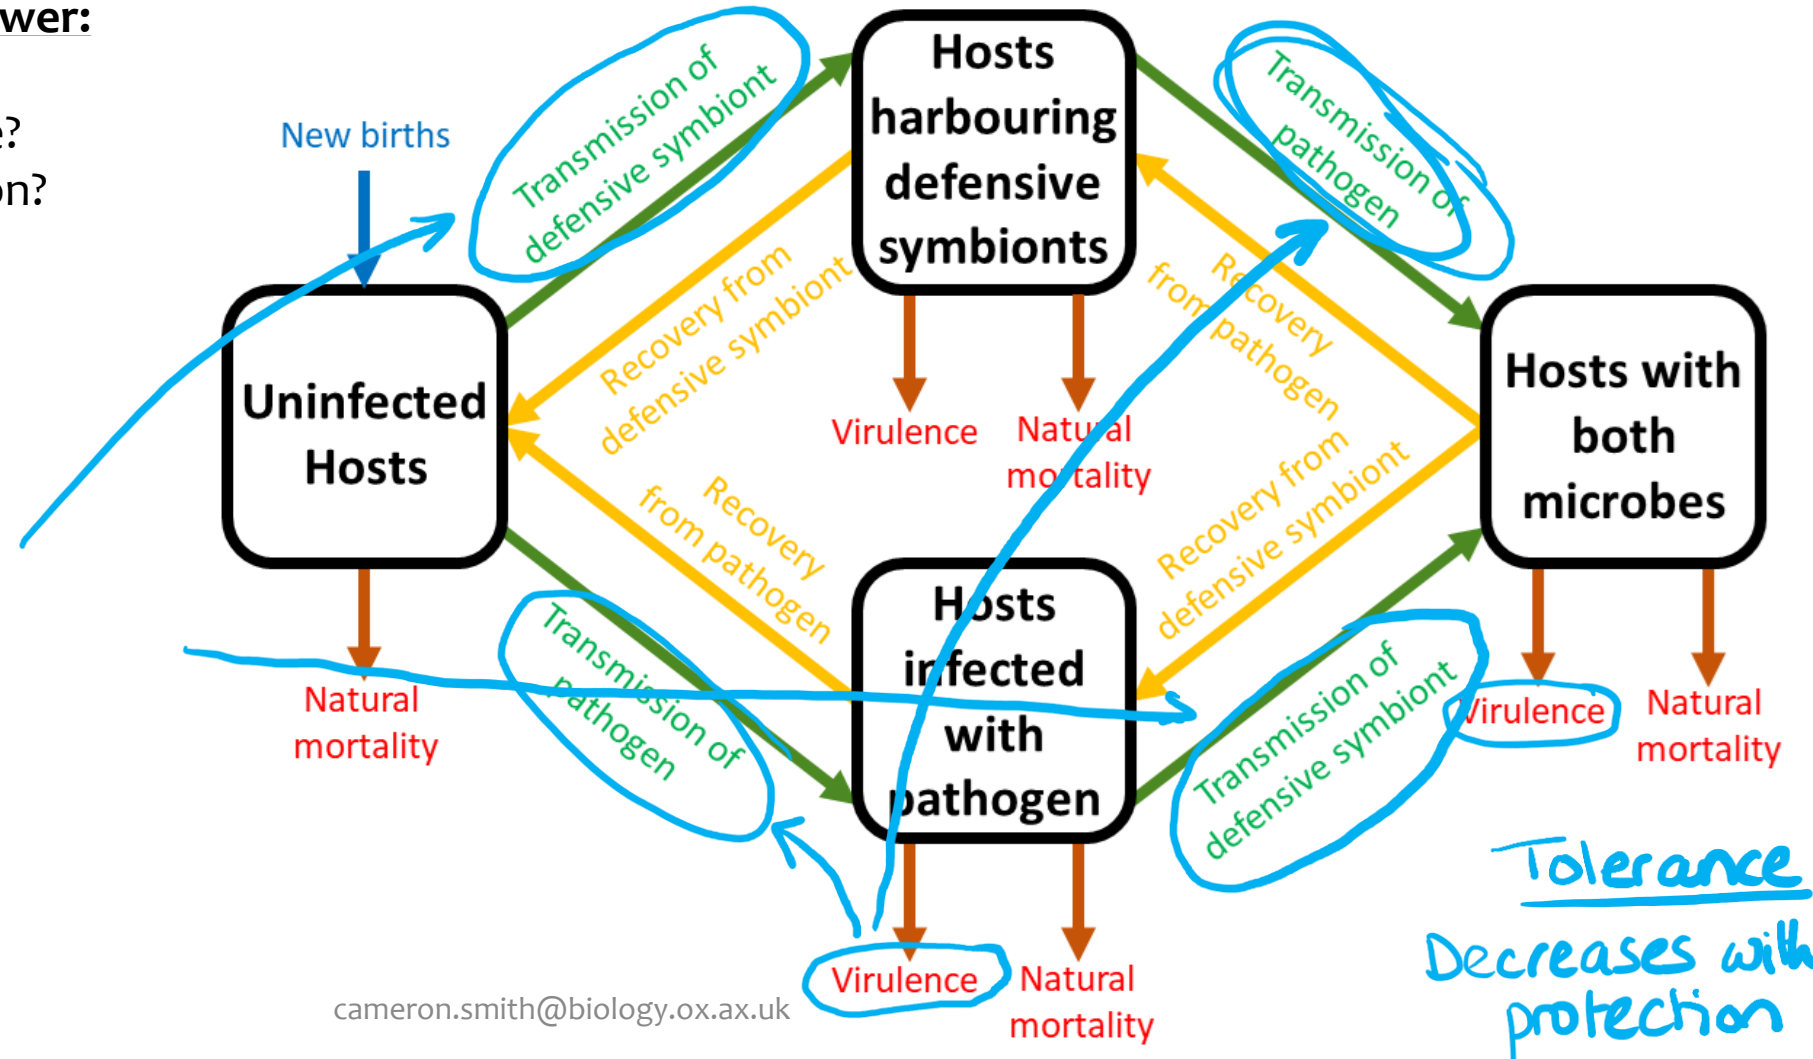 wer:
e?
on?
New births
Transmission of
defensive symbiont
Hosts
harbouring
defensive
symbionts
Transmission of
pathogen
Recovery from
defensive symbiont
Recovery
from pathogen
Uninfected
Hosts
Virulence
Natural
mortality
Hosts with
both
microbes
Recovery
from pathogen
Recovery from
defensive symbiont
Natural
mortality
Transmission of
pathogen
Hosts
infected
with
pathogen
Transmission of
defensive symbiont
Virulence
Natural
mortality
Virulence
Natural
mortality
Tolerance
Decreases with
protection
cameron.smith@biology.ox.ax.uk